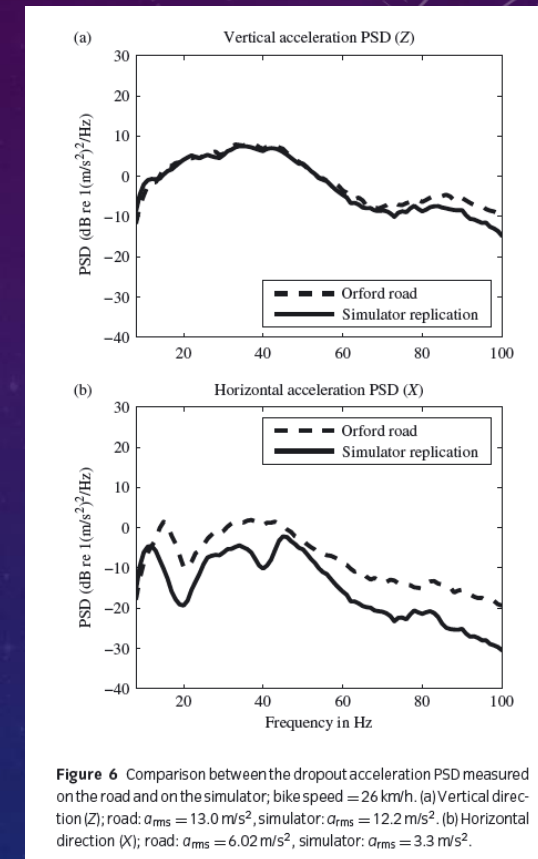 (a) Vertical acceleration PSD (Z)
30
20
10
0
−10
−20
−30
−40
PSD (dB re 1(m/s²)²/Hz)
Orford road
Simulator replication
20 40 60 80 100
(b) Horizontal acceleration PSD (X)
30
20
10
0
−10
−20
−30
−40
PSD (dB re 1(m/s²)²/Hz)
Orford road
Simulator replication
20 40 60 80 100
Frequency in Hz
Figure 6 Comparison between the dropout acceleration PSD measured
on the road and on the simulator; bike speed = 26 km/h. (a) Vertical direc-
tion (Z); road: arms = 13.0 m/s², simulator: arms = 12.2 m/s². (b) Horizontal
direction (X); road: arms = 6.02 m/s², simulator: arms = 3.3 m/s².